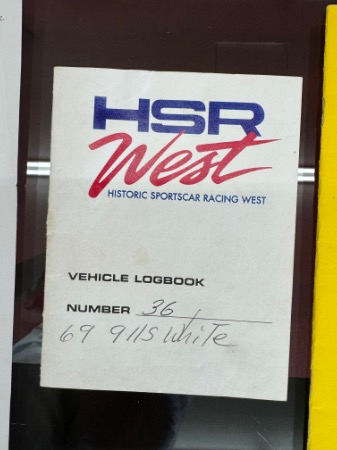 HSR
West
HISTORIC SPORTSCAR RACING WEST
VEHICLE LOGBOOK
NUMBER 36
69 911S White